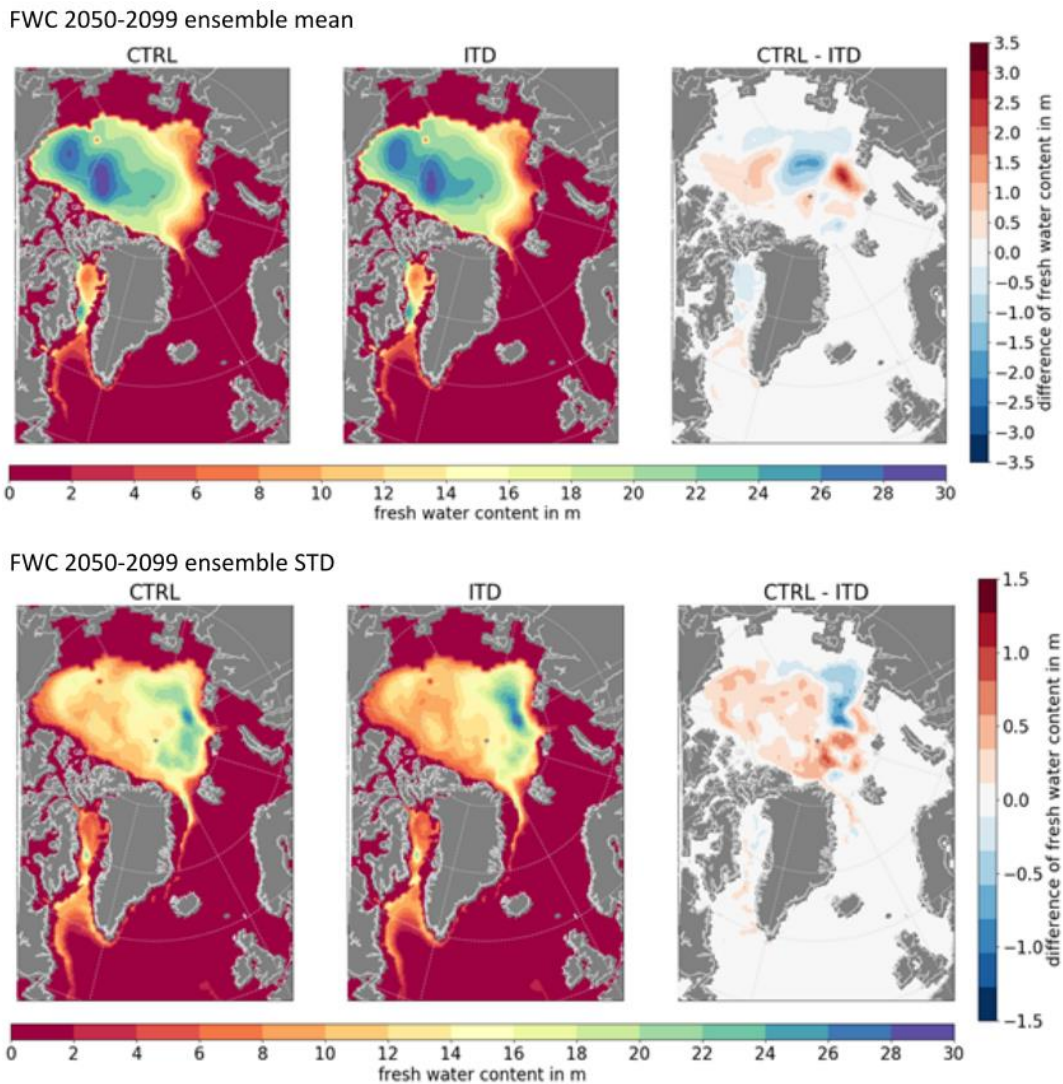 FWC 2050-2099 ensemble mean
CTRL
ITD
CTRL - ITD
3.5
3.0
2.5
2.0
1.5
1.0
0.5
0.0
−0.5
−1.0
−1.5
−2.0
−2.5
−3.0
−3.5
difference of fresh water content in m
0 2 4 6 8 10 12 14 16 18 20 22 24 26 28 30
fresh water content in m
FWC 2050-2099 ensemble STD
CTRL
ITD
CTRL - ITD
1.5
1.0
0.5
0.0
−0.5
−1.0
−1.5
difference of fresh water content in m
0 2 4 6 8 10 12 14 16 18 20 22 24 26 28 30
fresh water content in m